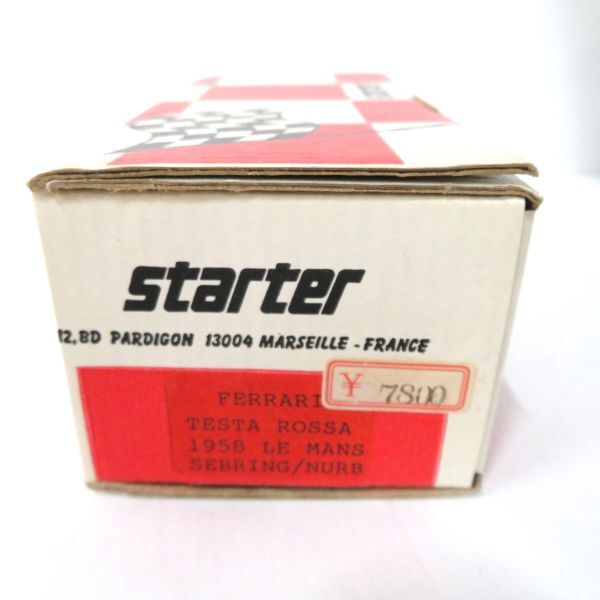 starter
12, BD PARDIGON 13004 MARSEILLE - FRANCE
FERRARI
¥ 7800
TESTA ROSSA
1958 LE MANS
SEBRING/NURB